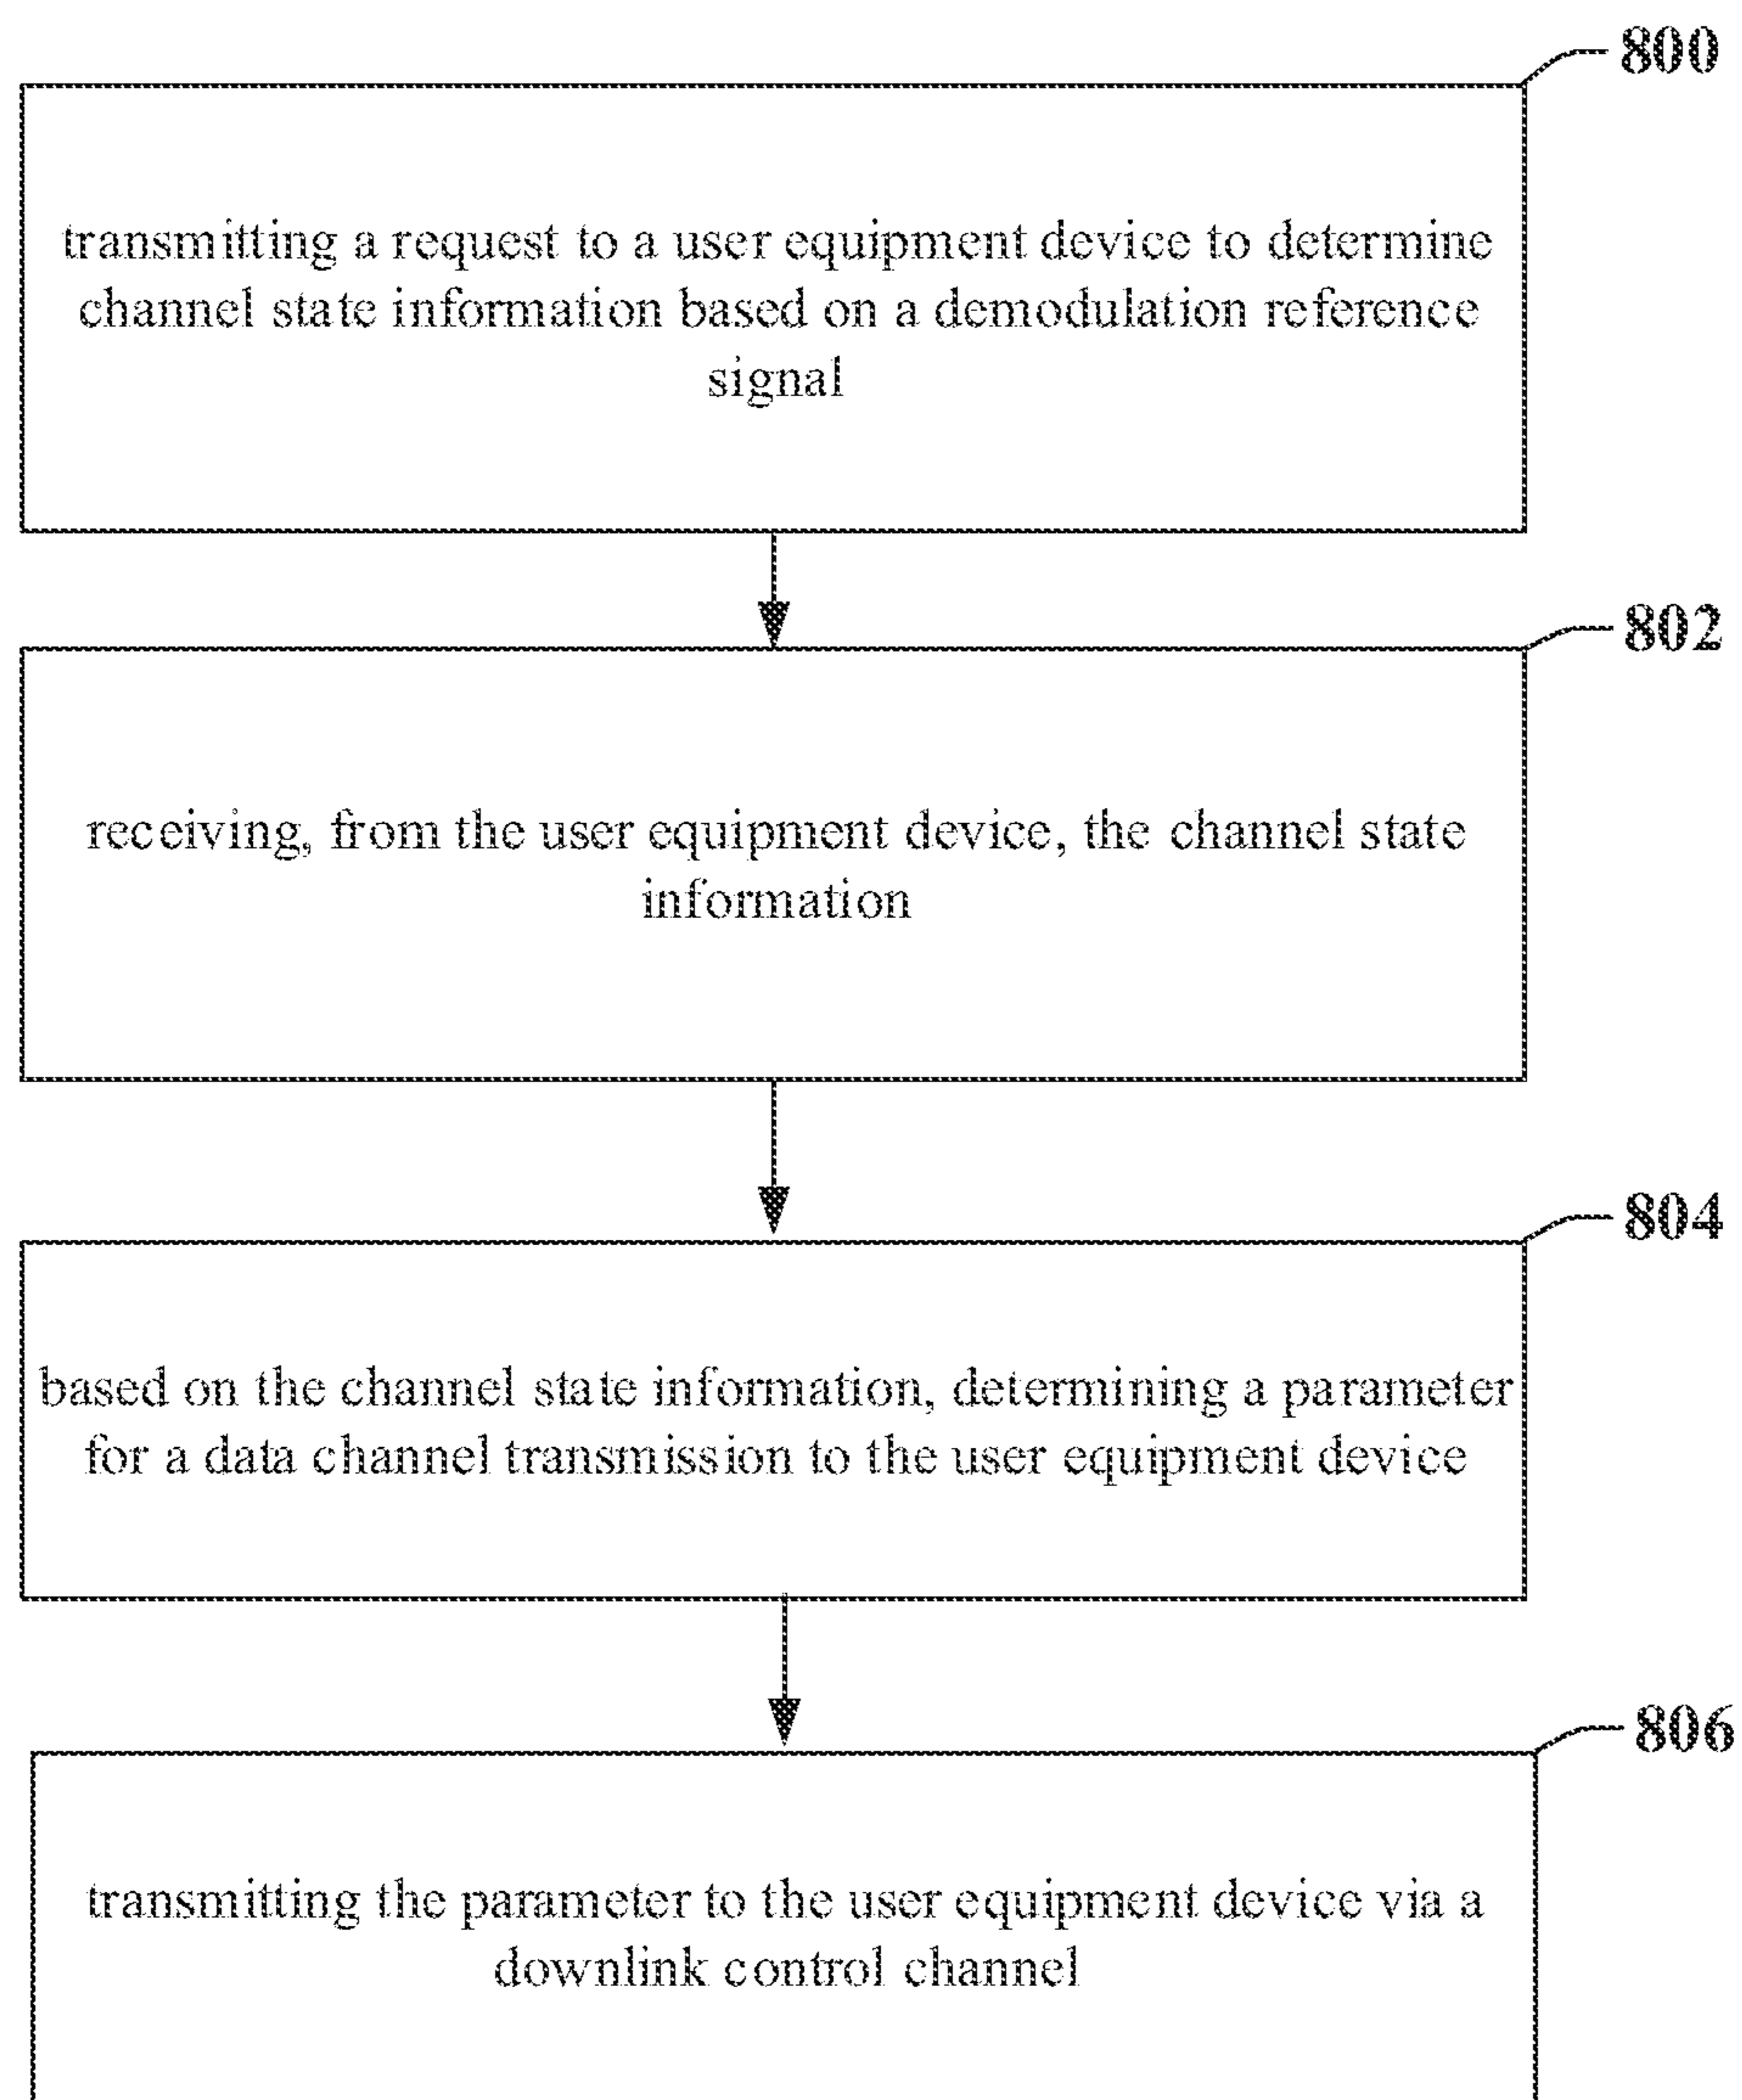 800
transmitting a request to a user equipment device to determine
channel state information based on a demodulation reference
signal
802
receiving, from the user equipment device, the channel state
information
804
based on the channel state information, determining a parameter
for a data channel transmission to the user equipment device
806
transmitting the parameter to the user equipment device via a
downlink control channel